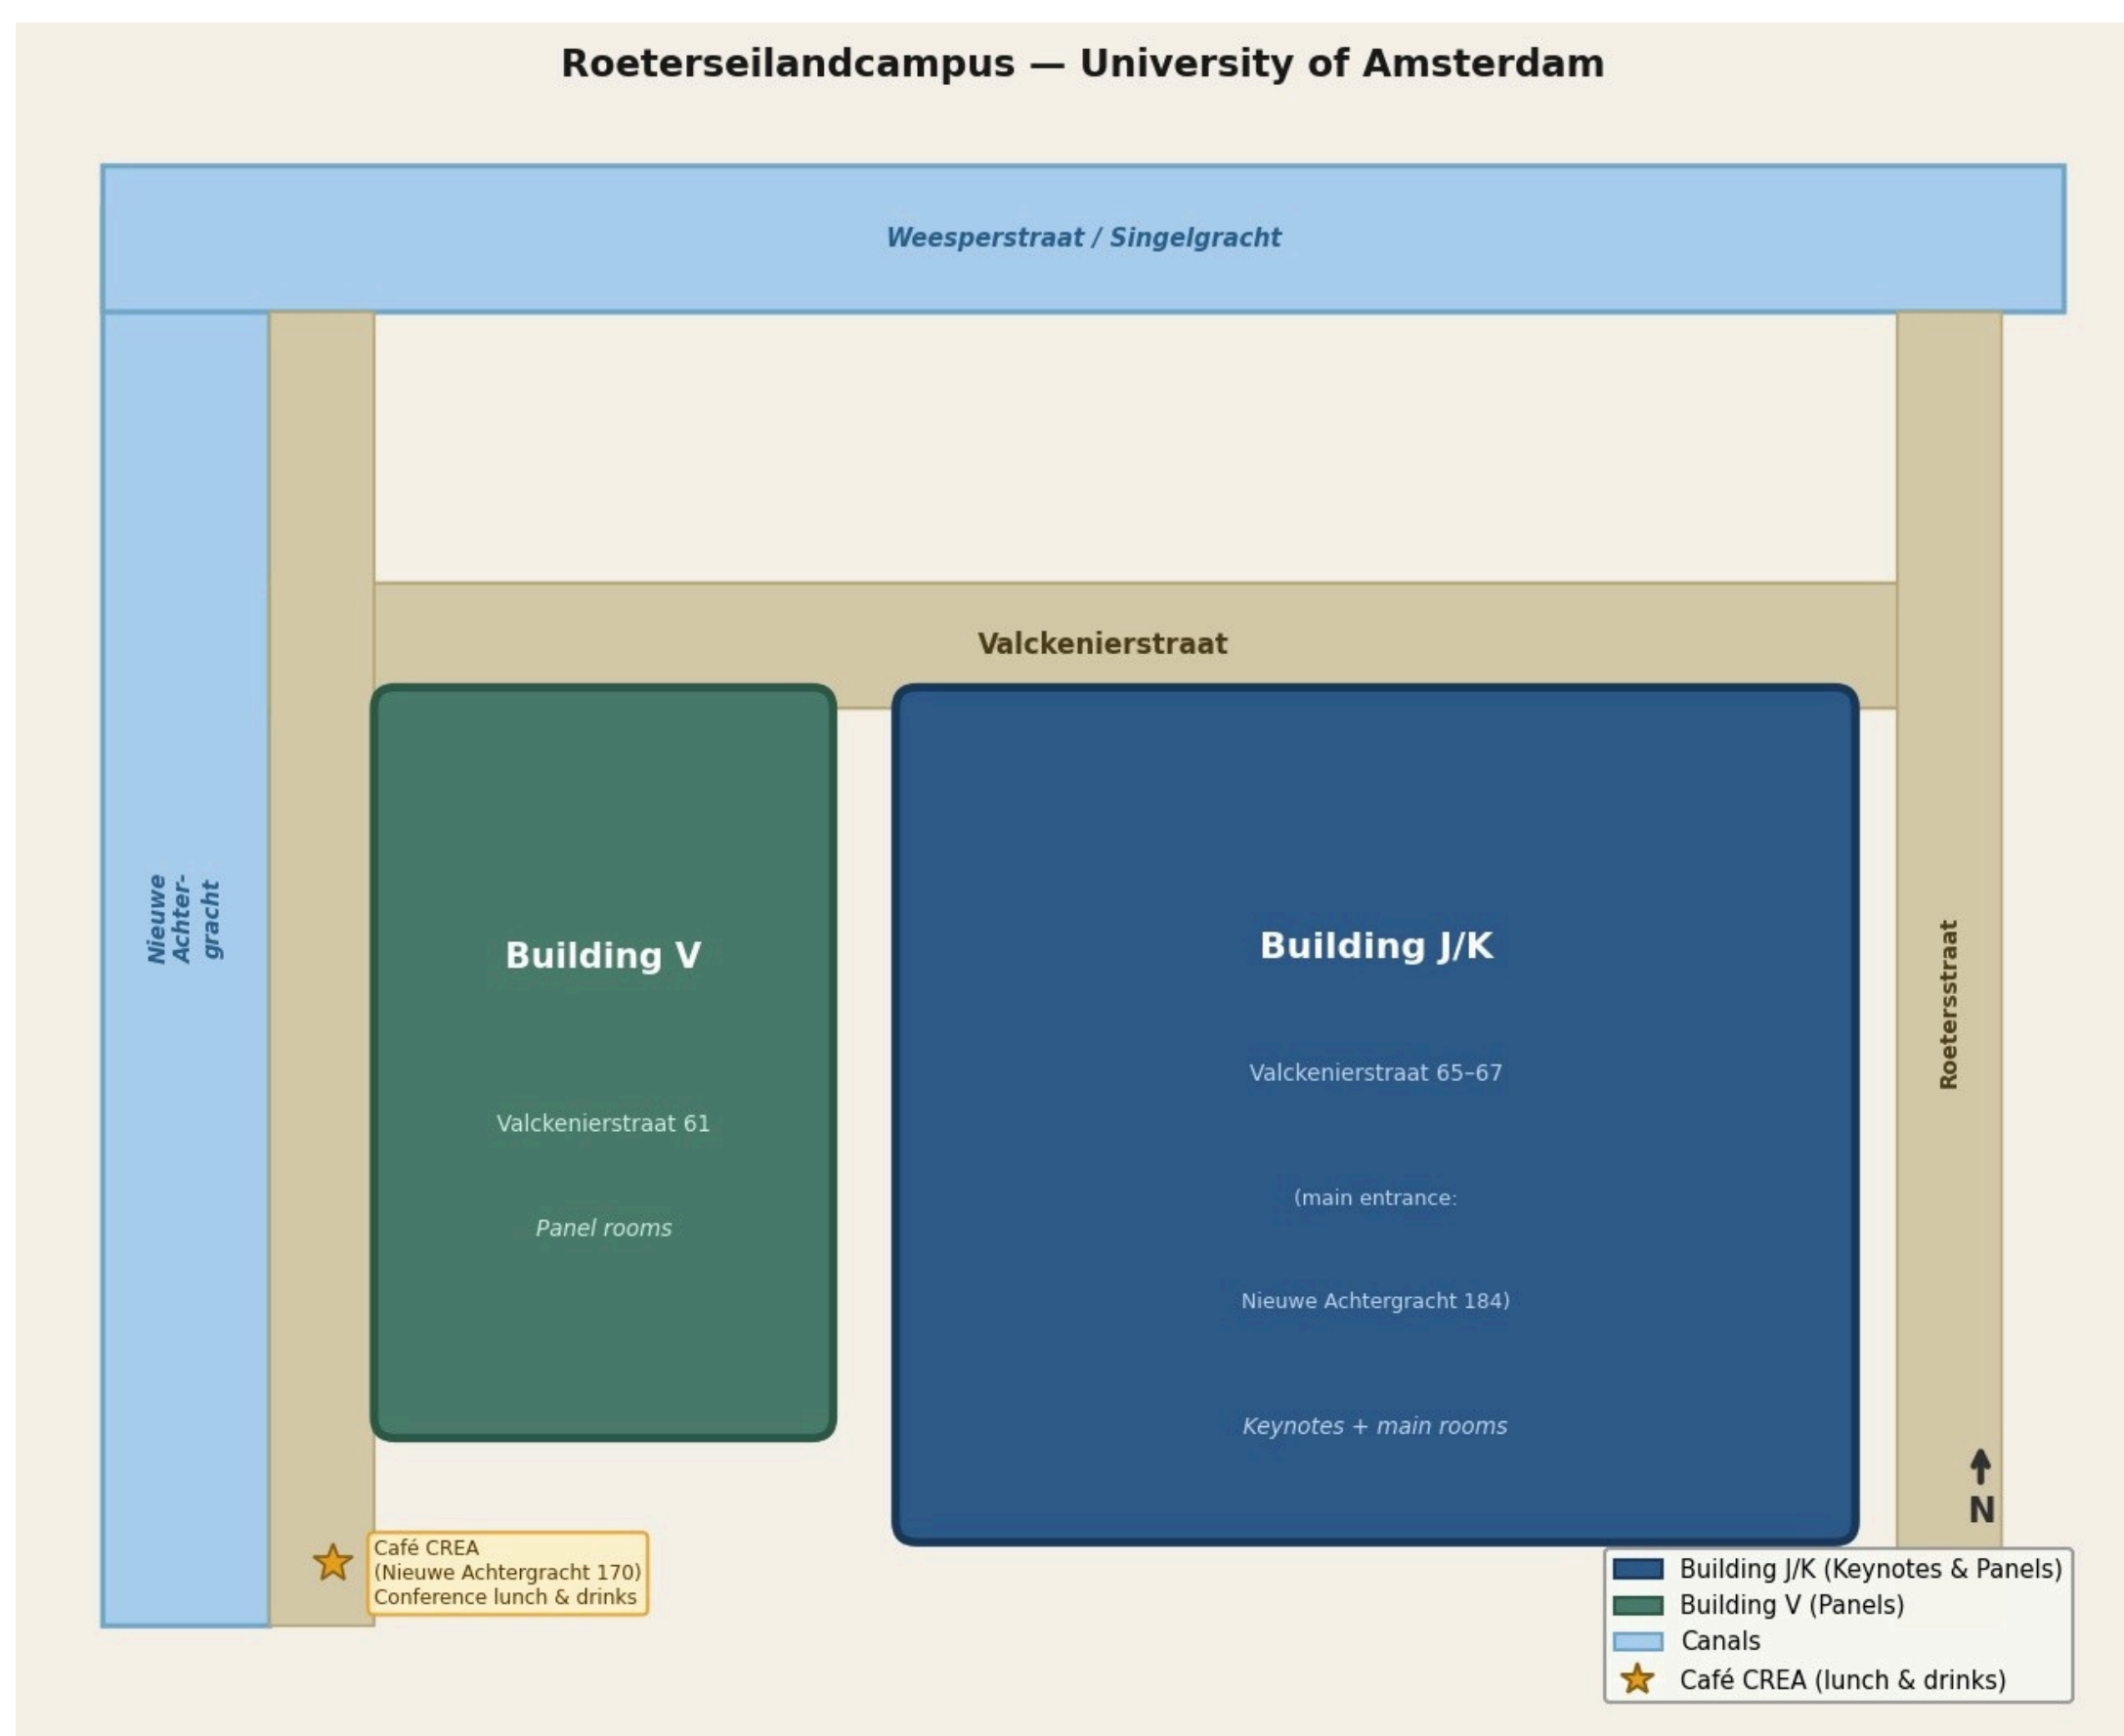 Roeterseilandcampus — University of Amsterdam
Weesperstraat / Singelgracht
Valckenierstraat
Nieuwe
Achter-
gracht
Building V
Valckenierstraat 61
Panel rooms
Building J/K
Valckenierstraat 65–67
(main entrance:
Nieuwe Achtergracht 184)
Keynotes + main rooms
Roetersstraat
N
Café CREA
(Nieuwe Achtergracht 170)
Conference lunch & drinks
Building J/K (Keynotes & Panels)
Building V (Panels)
Canals
Café CREA (lunch & drinks)